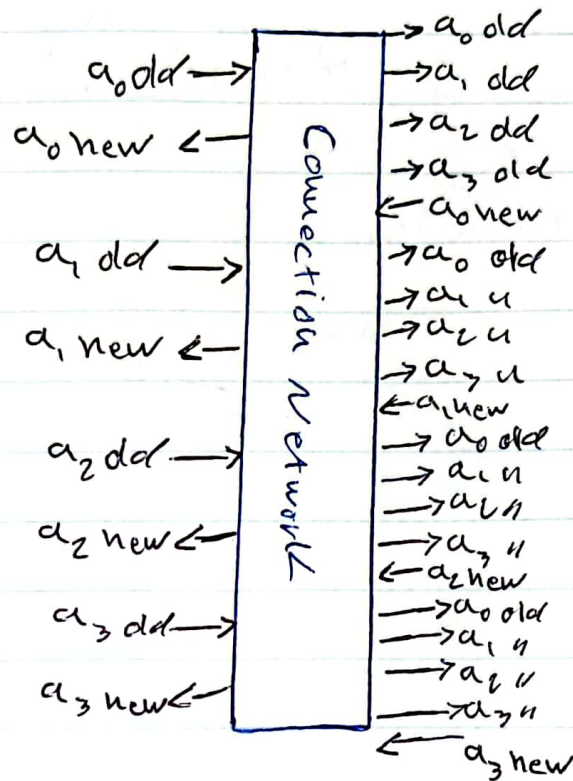 a₀ old
a₀ new
a₁ old
a₁ new
a₂ old
a₂ new
a₃ old
a₃ new
Connection Network
a₀ old
a₁ old
a₂ old
a₃ old
a₀ new
a₀ old
a₁ "
a₂ "
a₃ "
a₁ new
a₀ old
a₁ "
a₂ "
a₃ "
a₂ new
a₀ old
a₁ "
a₂ "
a₃ "
a₃ new